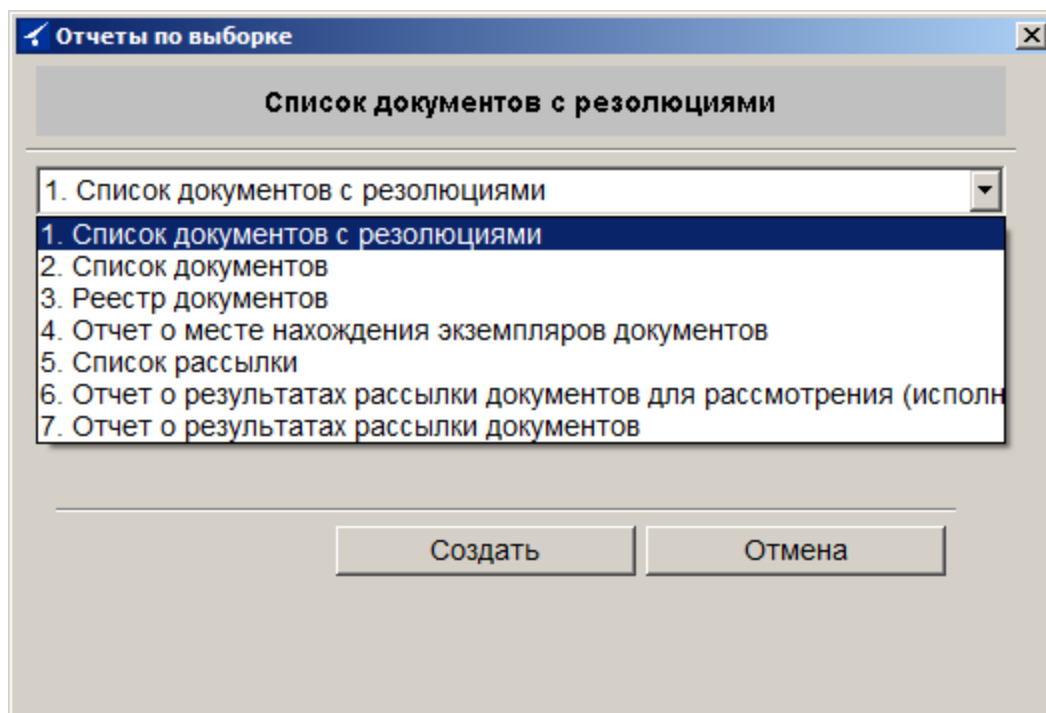 Отчеты по выборке
Список документов с резолюциями
1. Список документов с резолюциями
1. Список документов с резолюциями
2. Список документов
3. Реестр документов
4. Отчет о месте нахождения экземпляров документов
5. Список рассылки
6. Отчет о результатах рассылки документов для рассмотрения (исполн
7. Отчет о результатах рассылки документов
Создать
Отмена